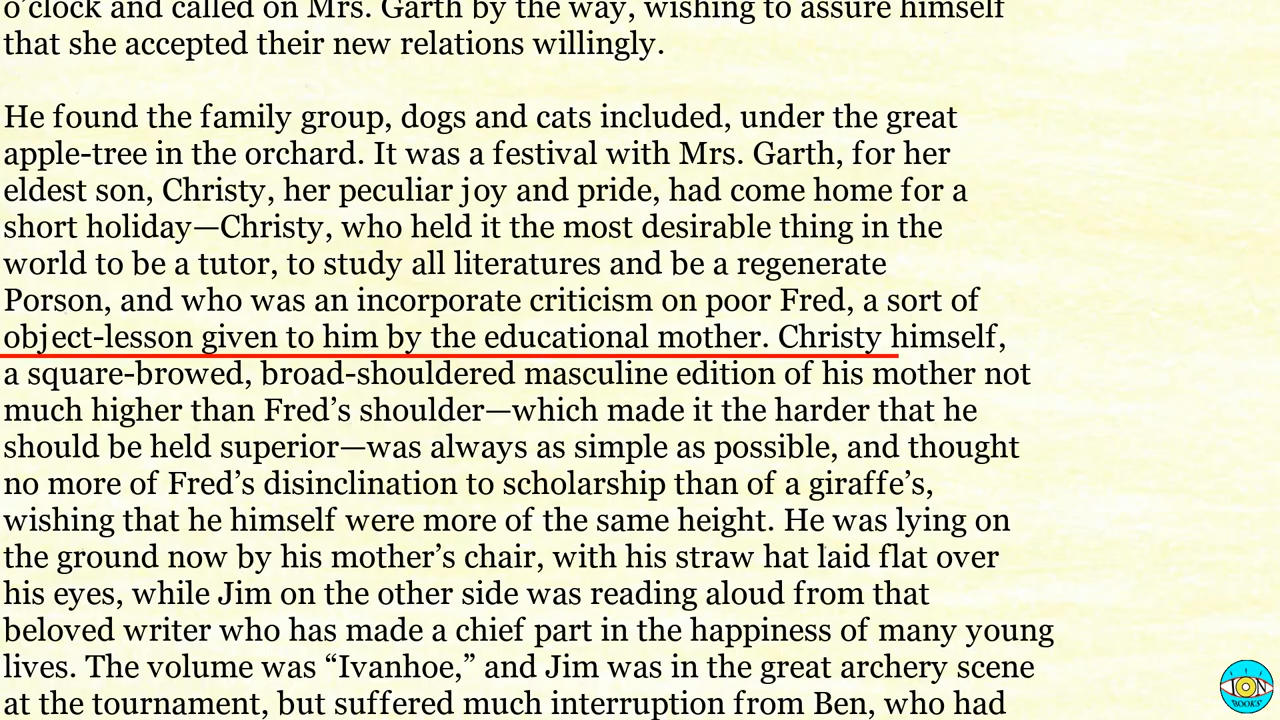 o’clock and called on Mrs. Garth by the way, wishing to assure himself
that she accepted their new relations willingly.
He found the family group, dogs and cats included, under the great
apple-tree in the orchard. It was a festival with Mrs. Garth, for her
eldest son, Christy, her peculiar joy and pride, had come home for a
short holiday—Christy, who held it the most desirable thing in the
world to be a tutor, to study all literatures and be a regenerate
Porson, and who was an incorporate criticism on poor Fred, a sort of
object-lesson given to him by the educational mother. Christy himself,
a square-browed, broad-shouldered masculine edition of his mother not
much higher than Fred’s shoulder—which made it the harder that he
should be held superior—was always as simple as possible, and thought
no more of Fred’s disinclination to scholarship than of a giraffe’s,
wishing that he himself were more of the same height. He was lying on
the ground now by his mother’s chair, with his straw hat laid flat over
his eyes, while Jim on the other side was reading aloud from that
beloved writer who has made a chief part in the happiness of many young
lives. The volume was “Ivanhoe,” and Jim was in the great archery scene
at the tournament, but suffered much interruption from Ben, who had
ION
BOOKS